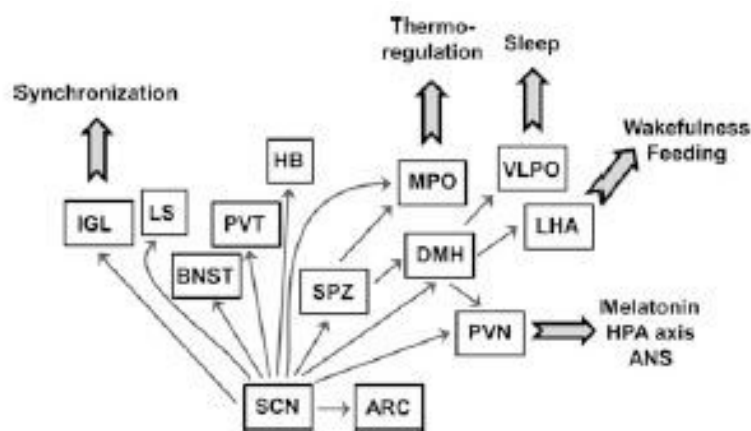 Thermo-
regulation
Sleep
Synchronization
Wakefulness
Feeding
HB
MPO
VLPO
IGL
LS
PVT
LHA
BNST
SPZ
DMH
PVN
Melatonin
HPA axis
ANS
SCN
ARC